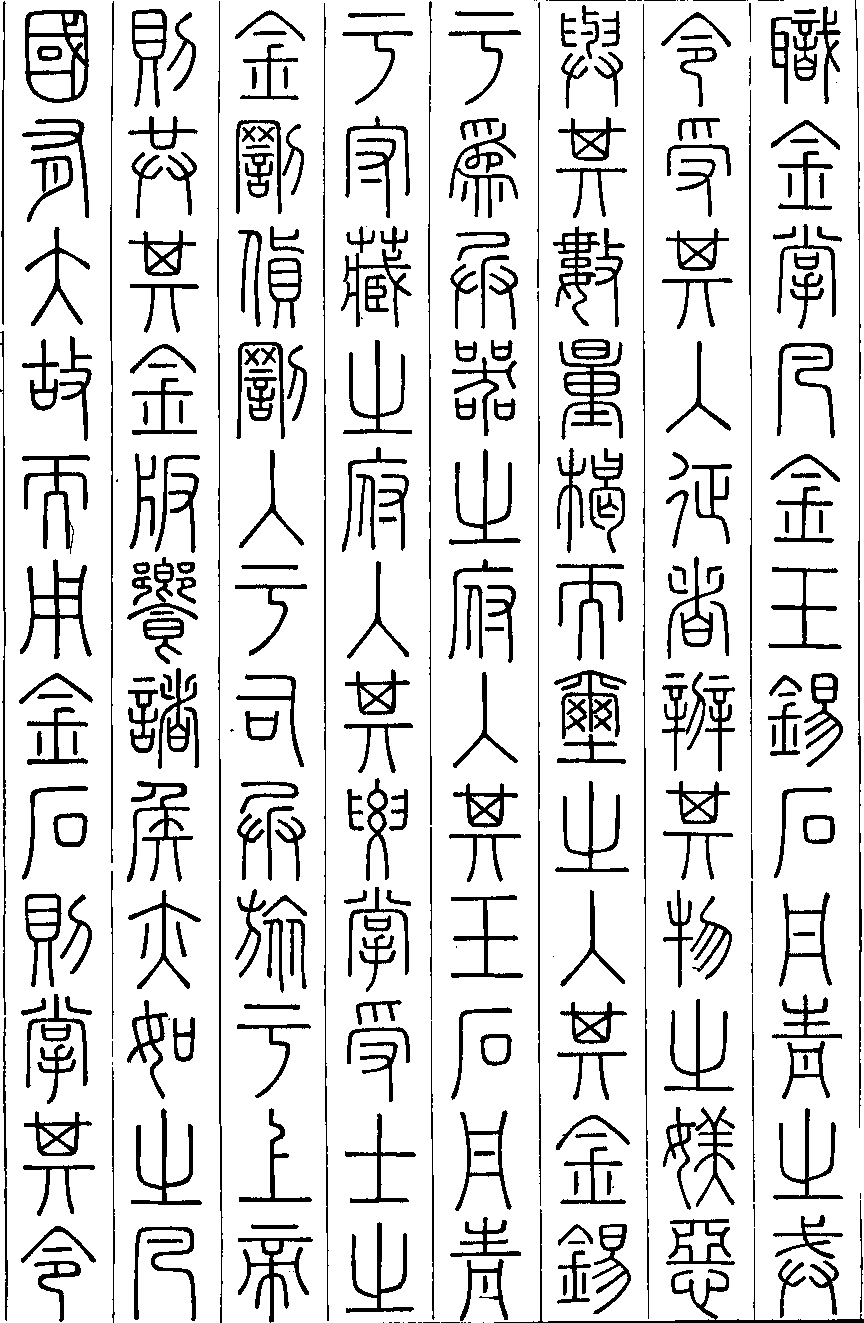 職金掌凡金玉錫石丹青之戒
令受其入征者辨其物之媺惡
與其數量楬而璽之入其金錫
于爲兵器之府入其玉石丹青
于守藏之府入其要掌受士之
金罰貨罰入于司兵旅于上帝
則共其金版饗諸侯亦如之凡
國有大故而用金石則掌其令